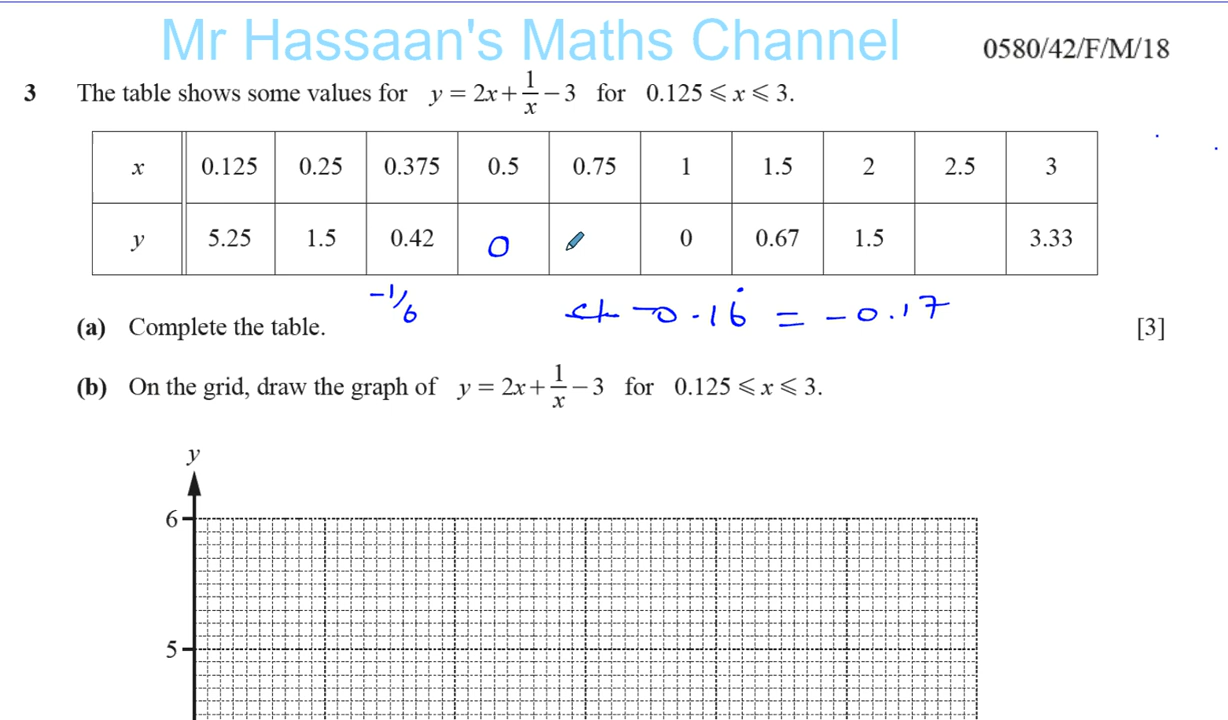 Mr Hassaan's Maths Channel
0580/42/F/M/18
3 The table shows some values for y = 2x + 1/x − 3 for 0.125 ⩽ x ⩽ 3.
x 0.125 0.25 0.375 0.5 0.75 1 1.5 2 2.5 3
y 5.25 1.5 0.42 0 0 0.67 1.5 3.33
-1/6
-0.16̇ = -0.17
(a) Complete the table. [3]
(b) On the grid, draw the graph of y = 2x + 1/x − 3 for 0.125 ⩽ x ⩽ 3.
y
6
5